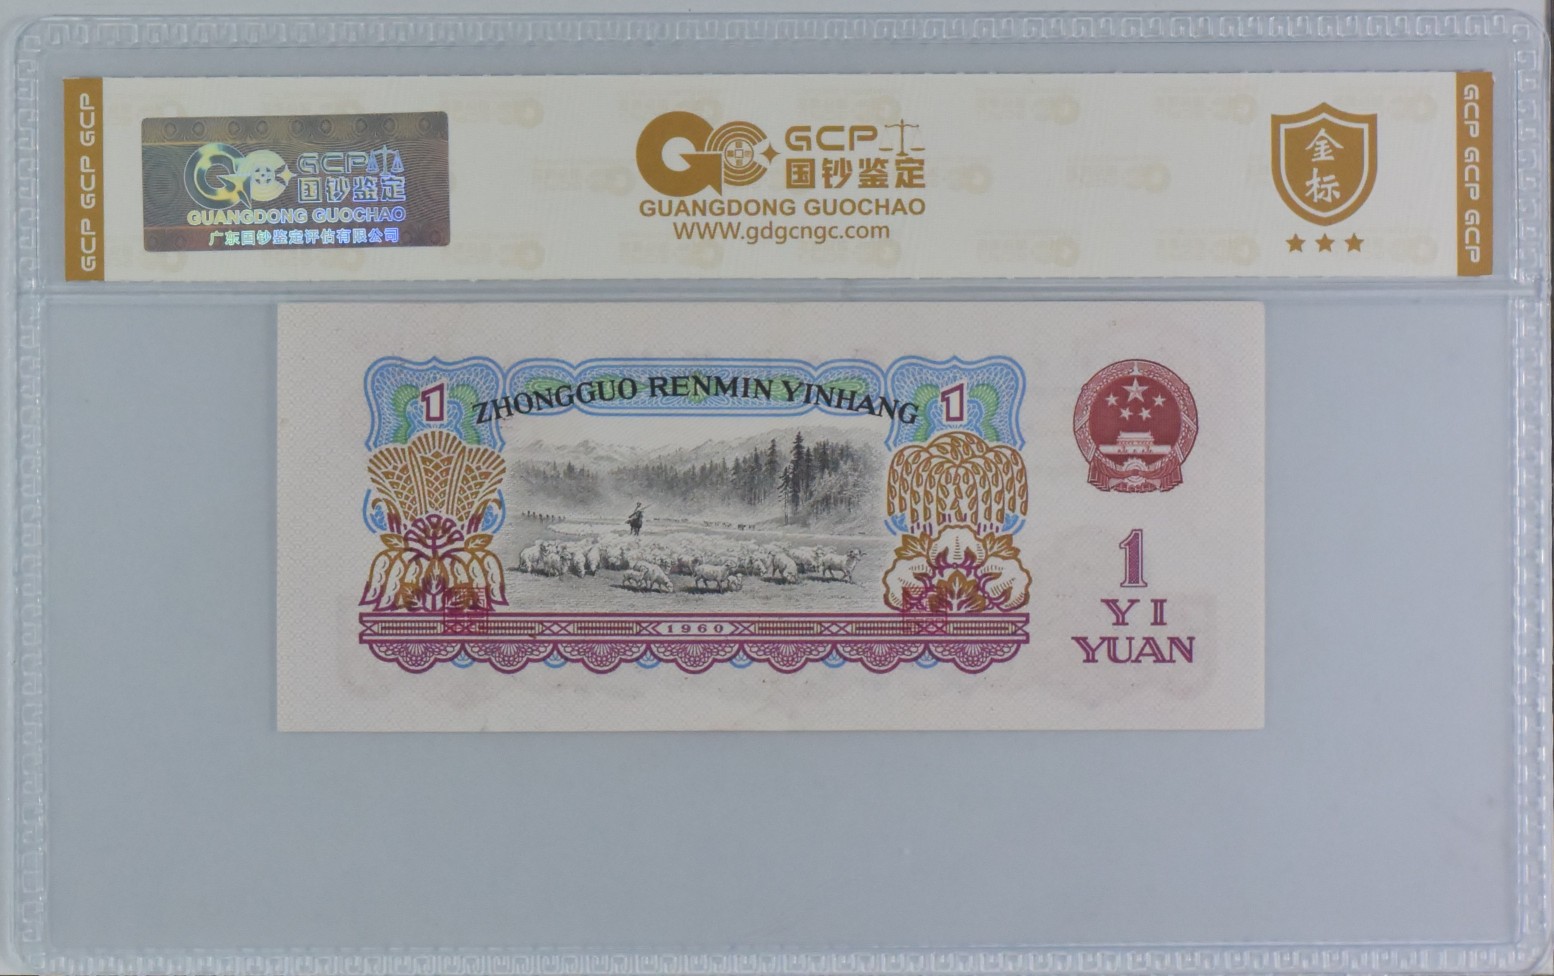 GCP GCP GCP
GCP
国钞鉴定
GUANGDONG GUOCHAO
广东国钞鉴定评估有限公司
GCP
国钞鉴定
GUANGDONG GUOCHAO
WWW.gdgcngc.com
金
标
GCP GCP GCP
1
ZHONGGUO RENMIN YINHANG
1
1960
1
YI
YUAN